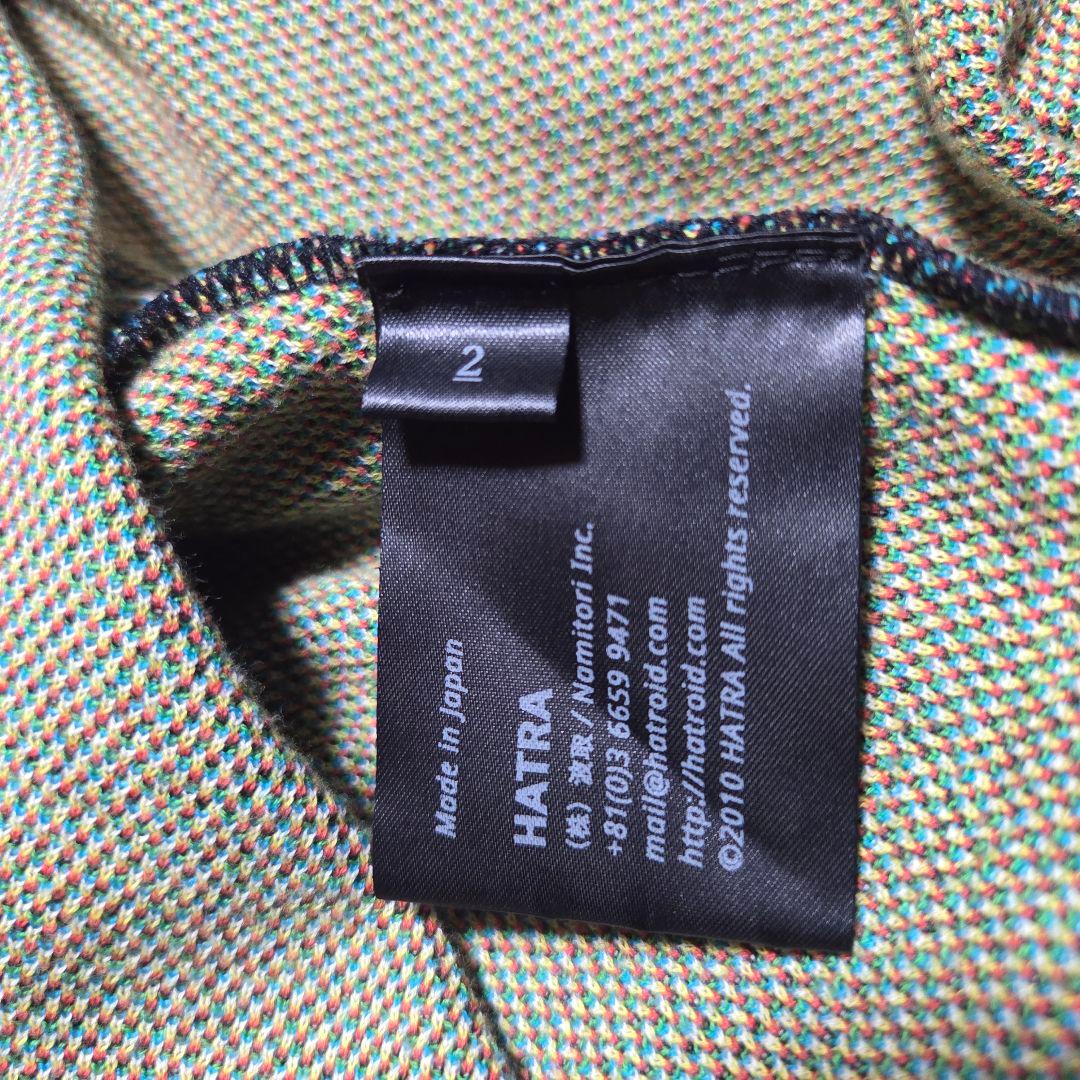 2
Made in Japan
HATRA
(株) 波取 / Namitori Inc.
+81(0)3 6659 9471
mail@hatroid.com
http://hatroid.com
©2010 HATRA All rights reserved.